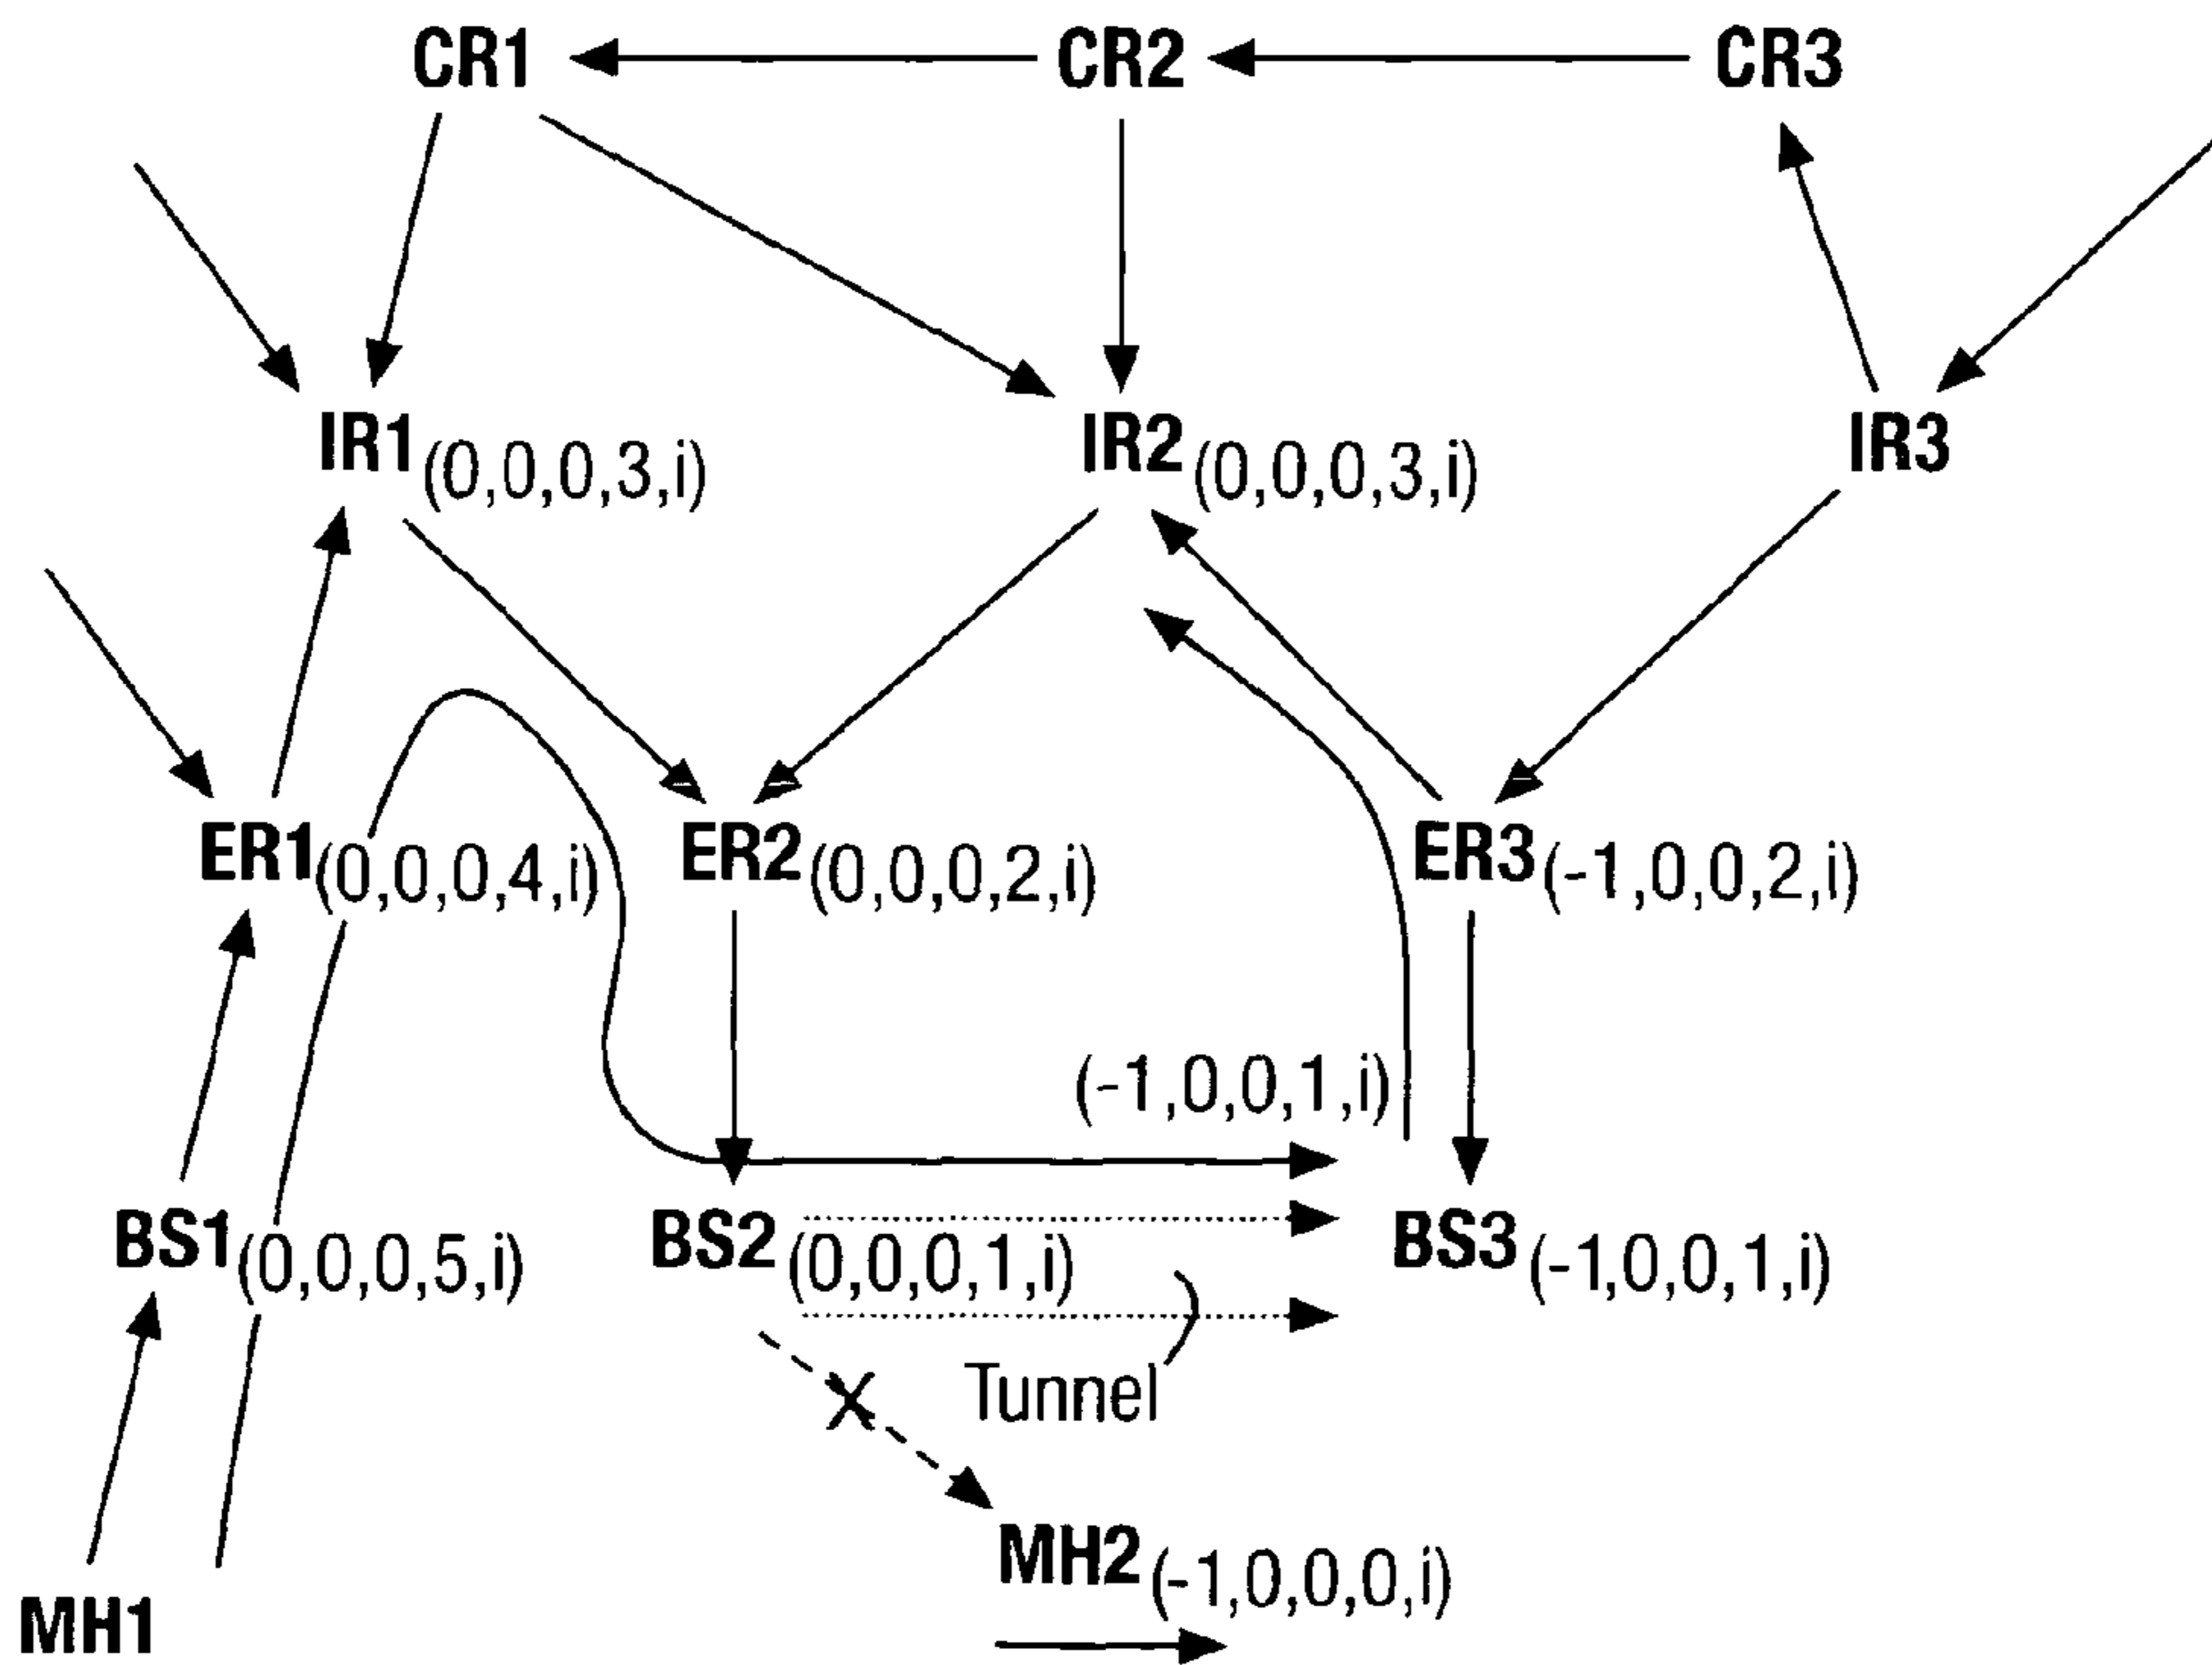 CR1 CR2 CR3
IR1(0,0,0,3,i) IR2(0,0,0,3,i) IR3
ER1(0,0,0,4,i) ER2(0,0,0,2,i) ER3(-1,0,0,2,i)
(-1,0,0,1,i)
BS1(0,0,0,5,i) BS2(0,0,0,1,i) BS3(-1,0,0,1,i)
X Tunnel
MH2(-1,0,0,0,i)
MH1